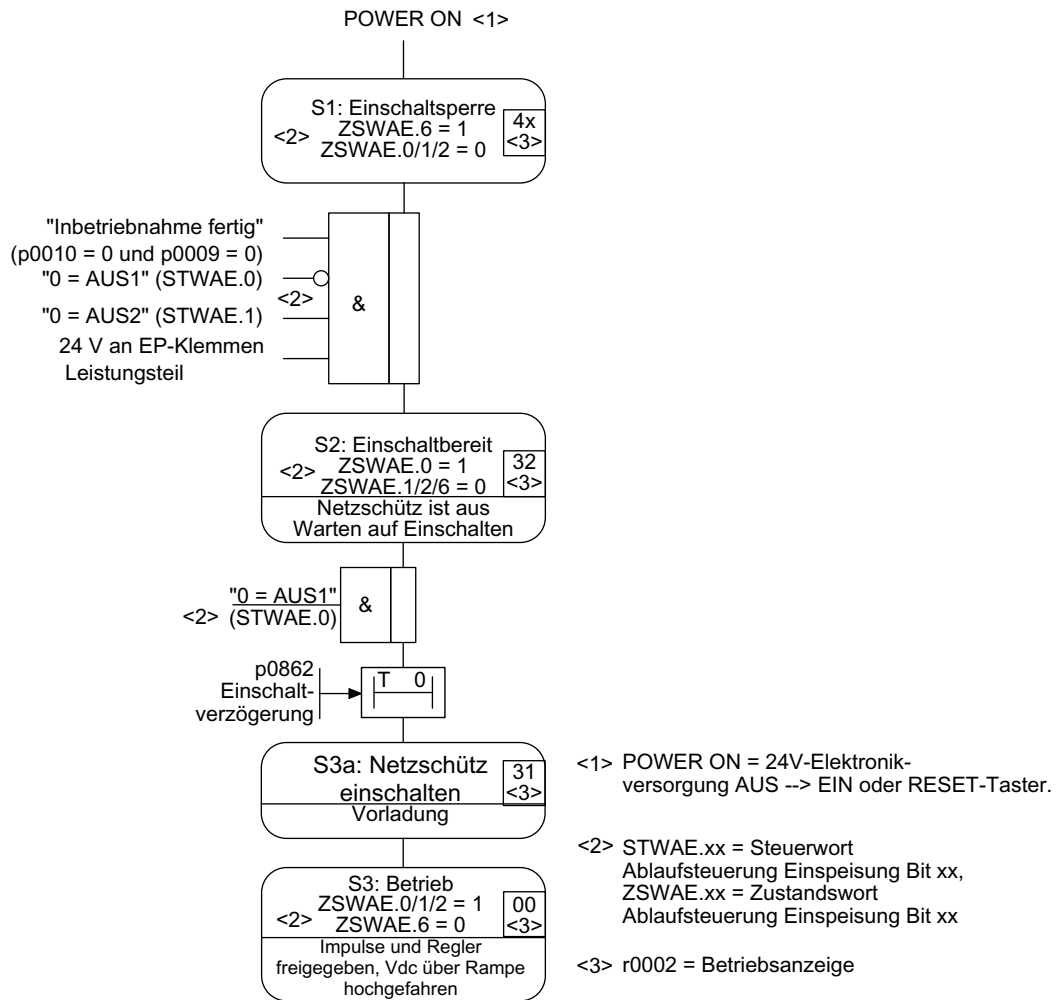 POWER ON <1>
S1: Einschaltsperre
ZSWAE.6 = 1
<2>
ZSWAE.0/1/2 = 0
4x
<3>
"Inbetriebnahme fertig"
(p0010 = 0 und p0009 = 0)
"0 = AUS1" (STWAE.0)
<2>
"0 = AUS2" (STWAE.1)
24 V an EP-Klemmen
Leistungsteil
&
S2: Einschaltbereit
<2> ZSWAE.0 = 1
ZSWAE.1/2/6 = 0
32
<3>
Netzschütz ist aus
Warten auf Einschalten
"0 = AUS1"
<2> (STWAE.0)
&
p0862
Einschalt-
verzögerung
T 0
S3a: Netzschütz
einschalten
31
<3>
Vorladung
S3: Betrieb
ZSWAE.0/1/2 = 1
<2> ZSWAE.6 = 0
00
<3>
Impulse und Regler
freigegeben, Vdc über Rampe
hochgefahren
<1> POWER ON = 24V-Elektronik-
versorgung AUS --> EIN oder RESET-Taster.
<2> STWAE.xx = Steuerwort
Ablaufsteuerung Einspeisung Bit xx,
ZSWAE.xx = Zustandswort
Ablaufsteuerung Einspeisung Bit xx
<3> r0002 = Betriebsanzeige